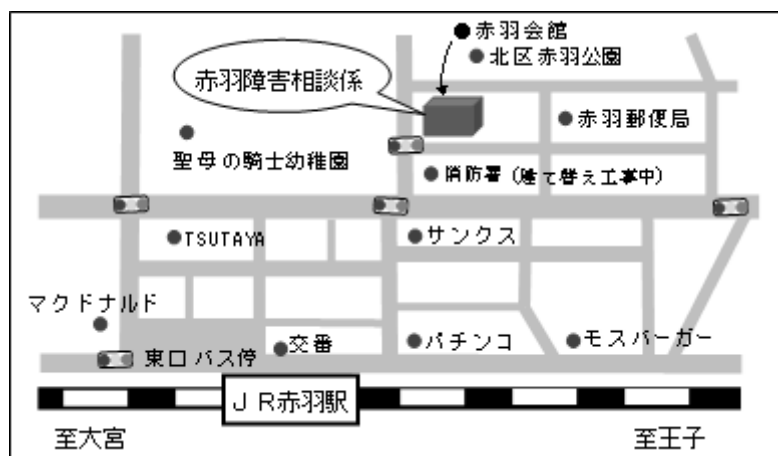 赤羽会館
北区赤羽公園
赤羽障害相談係
赤羽郵便局
聖母の騎士幼稚園
消防署 (建て替え工事中)
TSUTAYA
サンクス
マクドナルド
東口バス停
交番
パチンコ
モスバーガー
JR赤羽駅
至大宮
至王子